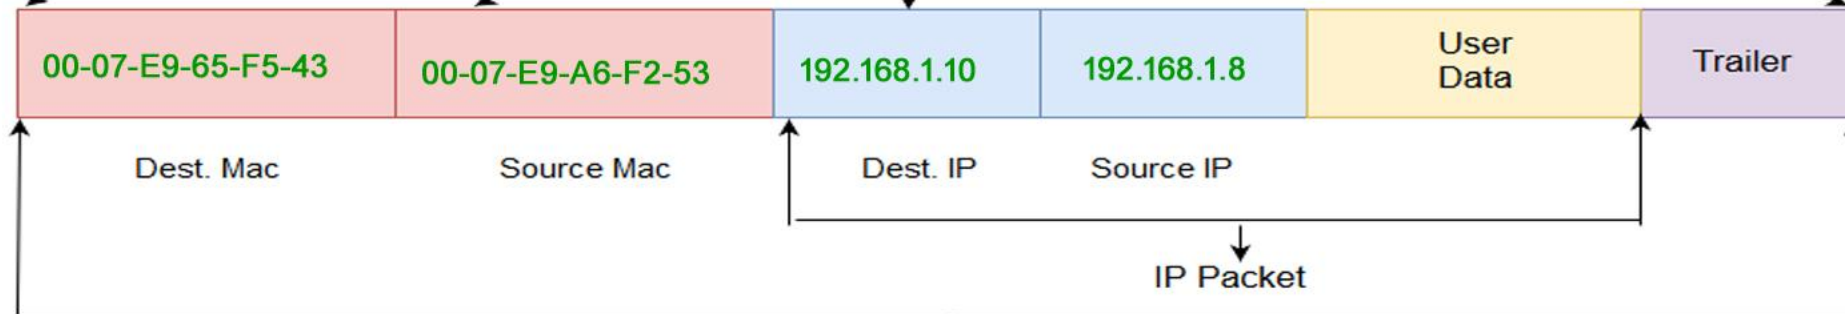 00-07-E9-65-F5-43
00-07-E9-A6-F2-53
192.168.1.10
192.168.1.8
User
Data
Trailer
Dest. Mac
Source Mac
Dest. IP
Source IP
IP Packet